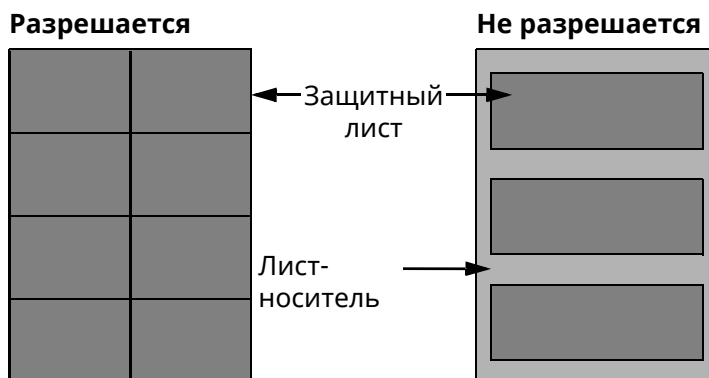 Разрешается
Не разрешается
Защитный
лист
Лист-
носитель